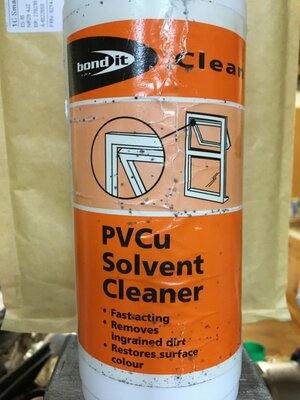 bond it
Clean
PVCu
Solvent
Cleaner
• Fast acting
• Removes
ingrained dirt
• Restores surface
colour